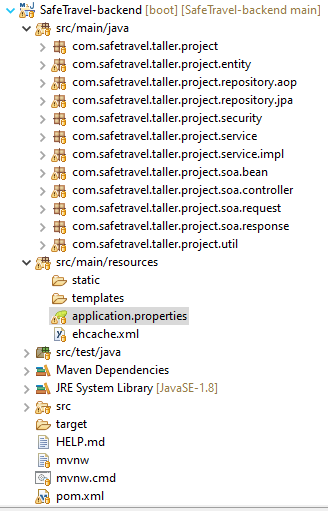 SafeTravel-backend [boot] [SafeTravel-backend main]
src/main/java
com.safetravel.taller.project
com.safetravel.taller.project.entity
com.safetravel.taller.project.repository.aop
com.safetravel.taller.project.repository.jpa
com.safetravel.taller.project.security
com.safetravel.taller.project.service
com.safetravel.taller.project.service.impl
com.safetravel.taller.project.soa.bean
com.safetravel.taller.project.soa.controller
com.safetravel.taller.project.soa.request
com.safetravel.taller.project.soa.response
com.safetravel.taller.project.util
src/main/resources
static
templates
application.properties
ehcache.xml
src/test/java
Maven Dependencies
JRE System Library [JavaSE-1.8]
src
target
HELP.md
mvnw
mvnw.cmd
pom.xml